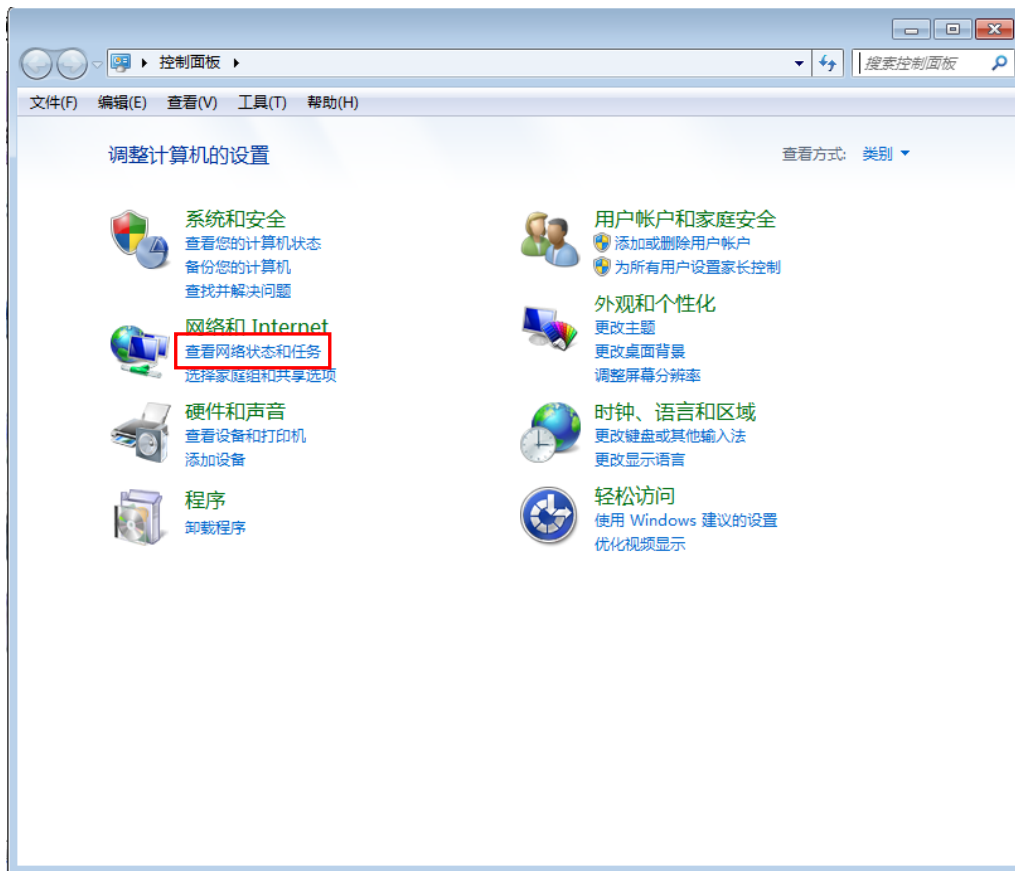 控制面板
搜索控制面板
文件(F) 编辑(E) 查看(V) 工具(T) 帮助(H)
调整计算机的设置
查看方式: 类别
系统和安全
查看您的计算机状态
备份您的计算机
查找并解决问题
网络和 Internet
查看网络状态和任务
选择家庭组和共享选项
硬件和声音
查看设备和打印机
添加设备
程序
卸载程序
用户帐户和家庭安全
添加或删除用户帐户
为所有用户设置家长控制
外观和个性化
更改主题
更改桌面背景
调整屏幕分辨率
时钟、语言和区域
更改键盘或其他输入法
更改显示语言
轻松访问
使用 Windows 建议的设置
优化视频显示